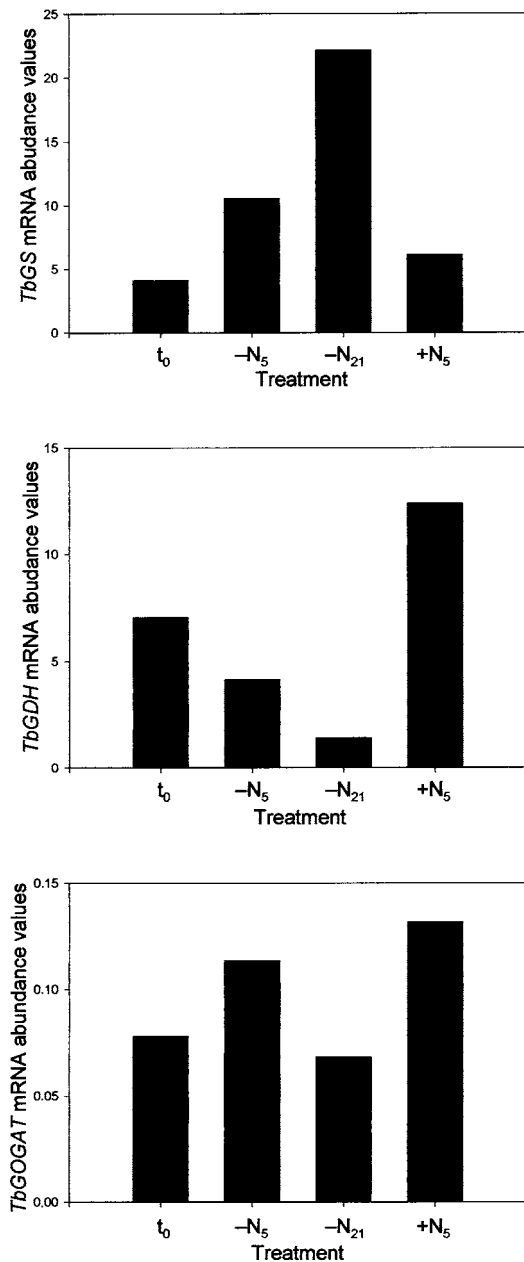 25
20
15
10
5
0
TbGS mRNA abudance values
t₀ –N₅ –N₂₁ +N₅
Treatment
15
10
5
0
TbGDH mRNA abudance values
t₀ –N₅ –N₂₁ +N₅
Treatment
0.15
0.10
0.05
0.00
TbGOGAT mRNA abundance values
t₀ –N₅ –N₂₁ +N₅
Treatment